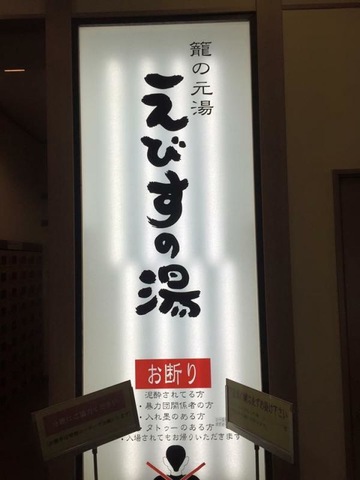 籠の元湯
えびすの湯
お断り
泥酔されてる方
・暴力団関係者の方
・入れ墨のある方
・タトゥーのある方
・入場されてもお帰りいただきます